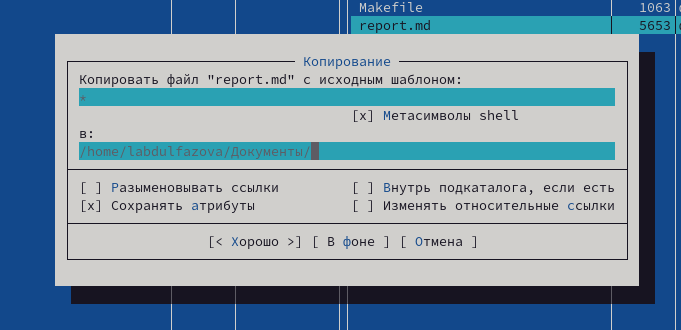 Makefile 1063
report.md 5653
Копирование
Копировать файл "report.md" с исходным шаблоном:
*
[x] Метасимволы shell
в:
/home/labdulfazova/Документы/
[ ] Разыменовывать ссылки [ ] Внутрь подкаталога, если есть
[x] Сохранять атрибуты [ ] Изменять относительные ссылки
[< Хорошо >] [ В фоне ] [ Отмена ]